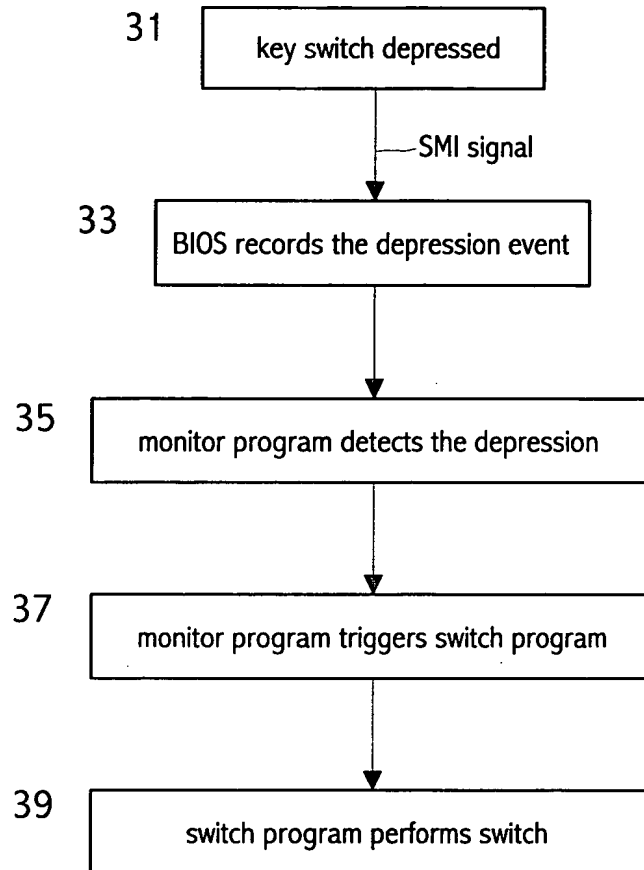 31
key switch depressed
SMI signal
33
BIOS records the depression event
35
monitor program detects the depression
37
monitor program triggers switch program
39
switch program performs switch